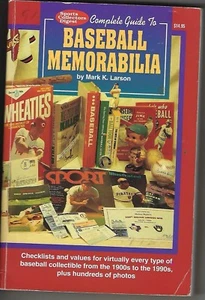 Sports Collectors
Digest
Complete Guide To
$14.95
BASEBALL
MEMORABILIA
by Mark K. Larson
WHEATIES
BASEBALL
SPORT
Checklists and values for virtually every type of
baseball collectible from the 1900s to the 1990s,
plus hundreds of photos